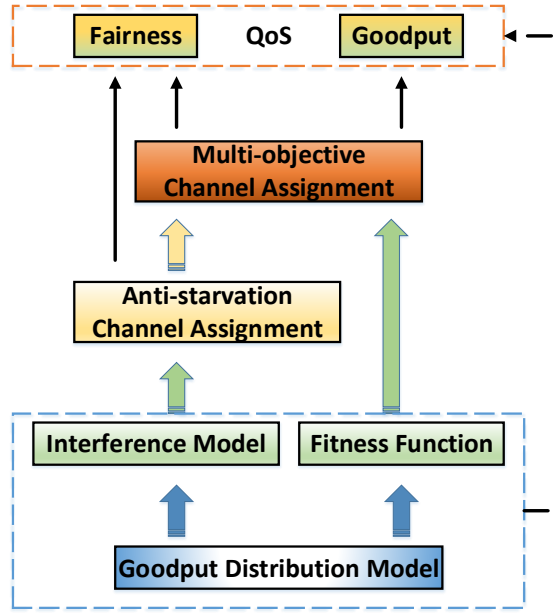 Fairness QoS Goodput
Multi-objective
Channel Assignment
Anti-starvation
Channel Assignment
Interference Model Fitness Function
Goodput Distribution Model